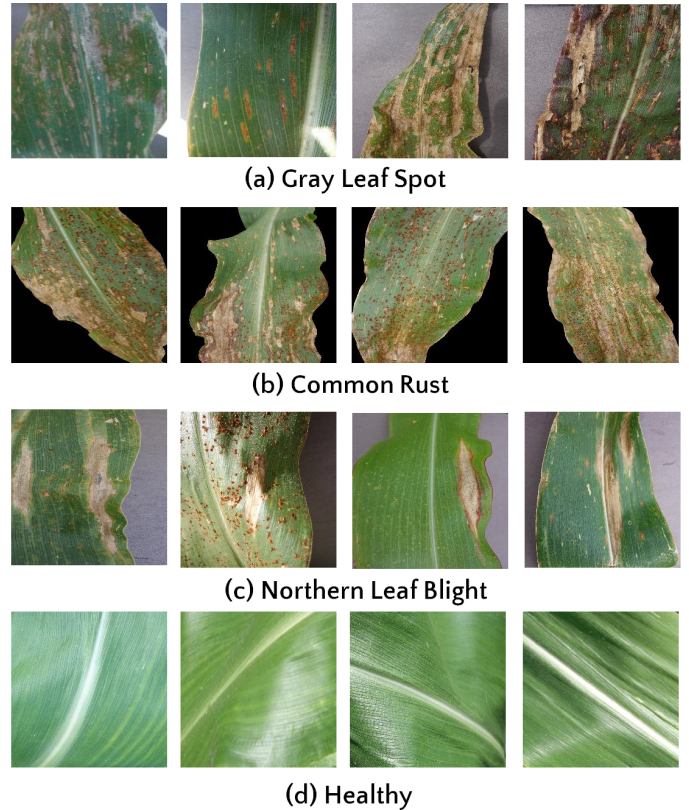 (a) Gray Leaf Spot
(b) Common Rust
(c) Northern Leaf Blight
(d) Healthy